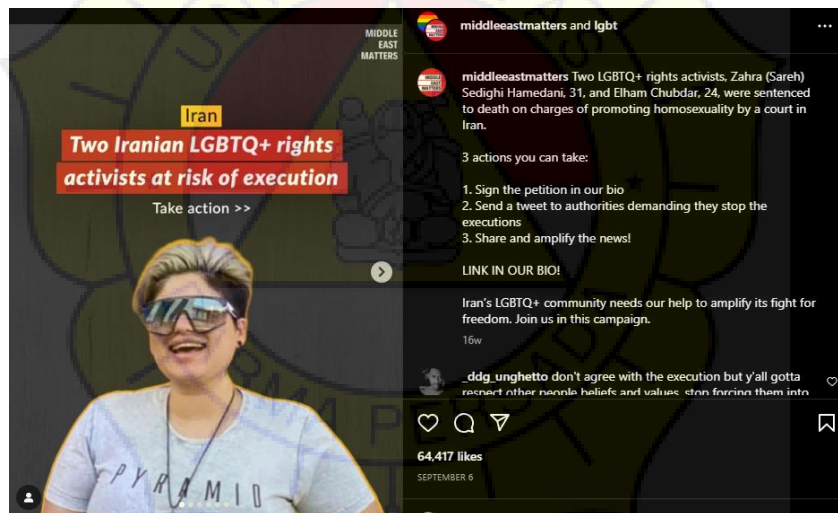 MIDDLE
EAST
MATTERS
Iran
Two Iranian LGBTQ+ rights
activists at risk of execution
Take action >>
PYRAMID
middleeastmatters and lgbt
middleeastmatters Two LGBTQ+ rights activists, Zahra (Sareh)
Sedighi Hamedani, 31, and Elham Chubdar, 24, were sentenced
to death on charges of promoting homosexuality by a court in
Iran.
3 actions you can take:
1. Sign the petition in our bio
2. Send a tweet to authorities demanding they stop the
executions
3. Share and amplify the news!
LINK IN OUR BIO!
Iran's LGBTQ+ community needs our help to amplify its fight for
freedom. Join us in this campaign.
16w
_ddg_unghetto don't agree with the execution but y'all gotta
respect other people beliefs and values, stop forcing them into
64,417 likes
SEPTEMBER 6